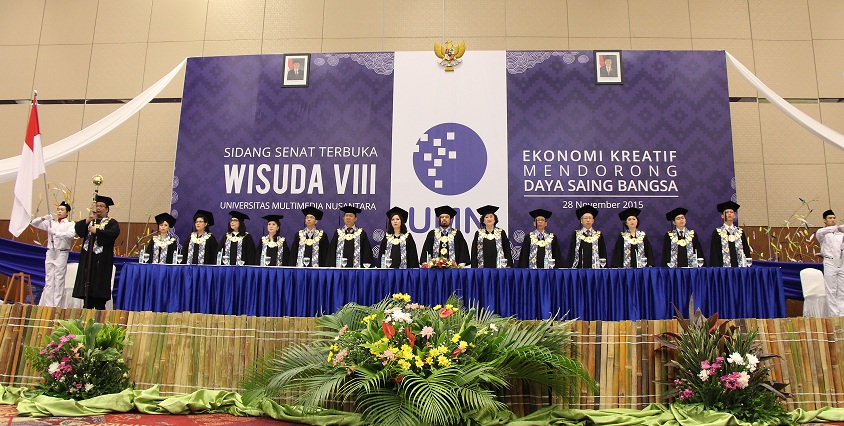 SIDANG SENAT TERBUKA
WISUDA VIII
UNIVERSITAS MULTIMEDIA NUSANTARA
UMN
EKONOMI KREATIF
MENDORONG
DAYA SAING BANGSA
28 November 2015